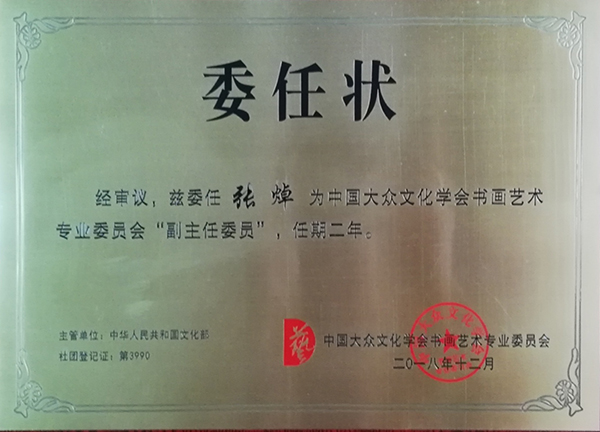 委任状
经审议，兹委任 张焯 为中国大众文化学会书画艺术
专业委员会“副主任委员”，任期二年。
主管单位：中华人民共和国文化部
社团登记证：第3990
藝
中国大众文化学会书画艺术专业委员会
二〇一八年十二月